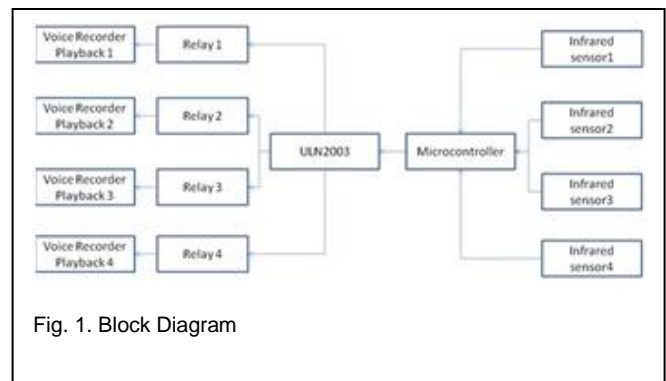 Voice Recorder
Playback 1
Relay 1
Infrared
sensor1
Voice Recorder
Playback 2
Relay 2
Infrared
sensor2
ULN2003
Microcontroller
Voice Recorder
Playback 3
Relay 3
Infrared
sensor3
Voice Recorder
Playback 4
Relay 4
Infrared
sensor4
Fig. 1. Block Diagram